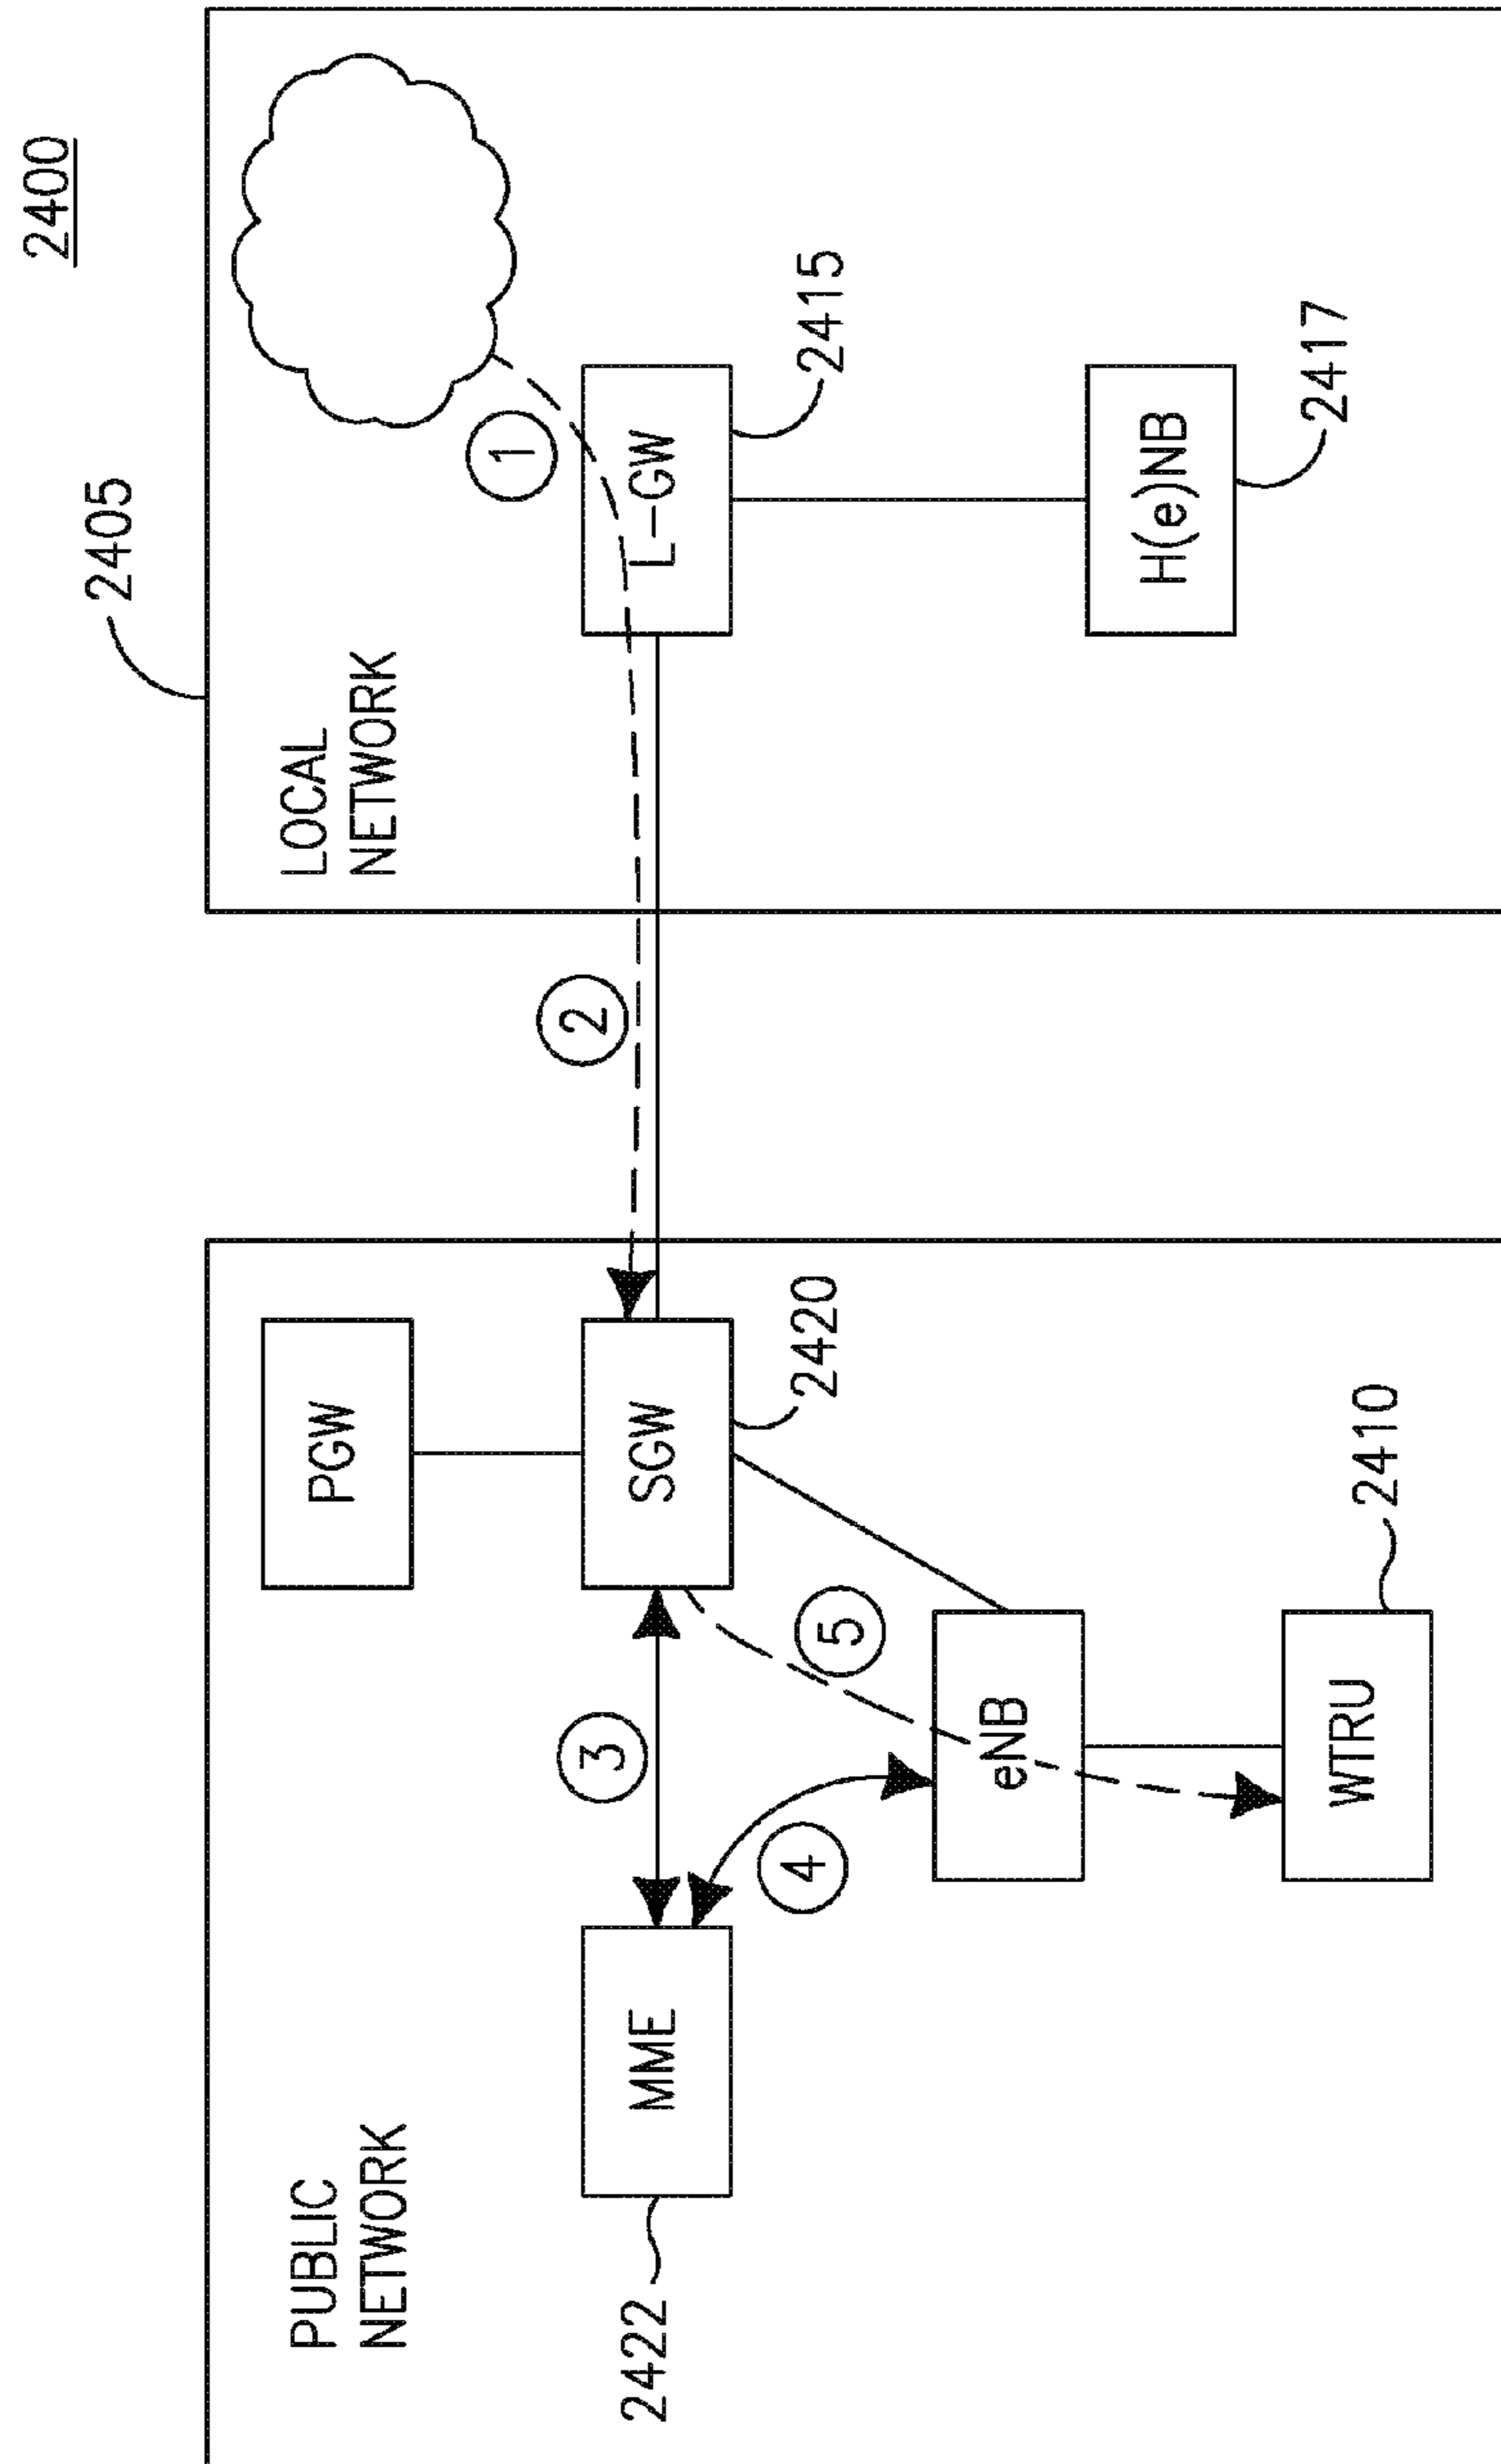 2400
2405
PUBLIC
NETWORK
LOCAL
NETWORK
PGW
1
2
3
MME
SGW
L-GW
2422
2420
2415
4
5
eNB
H(e)NB
2417
WTRU
2410